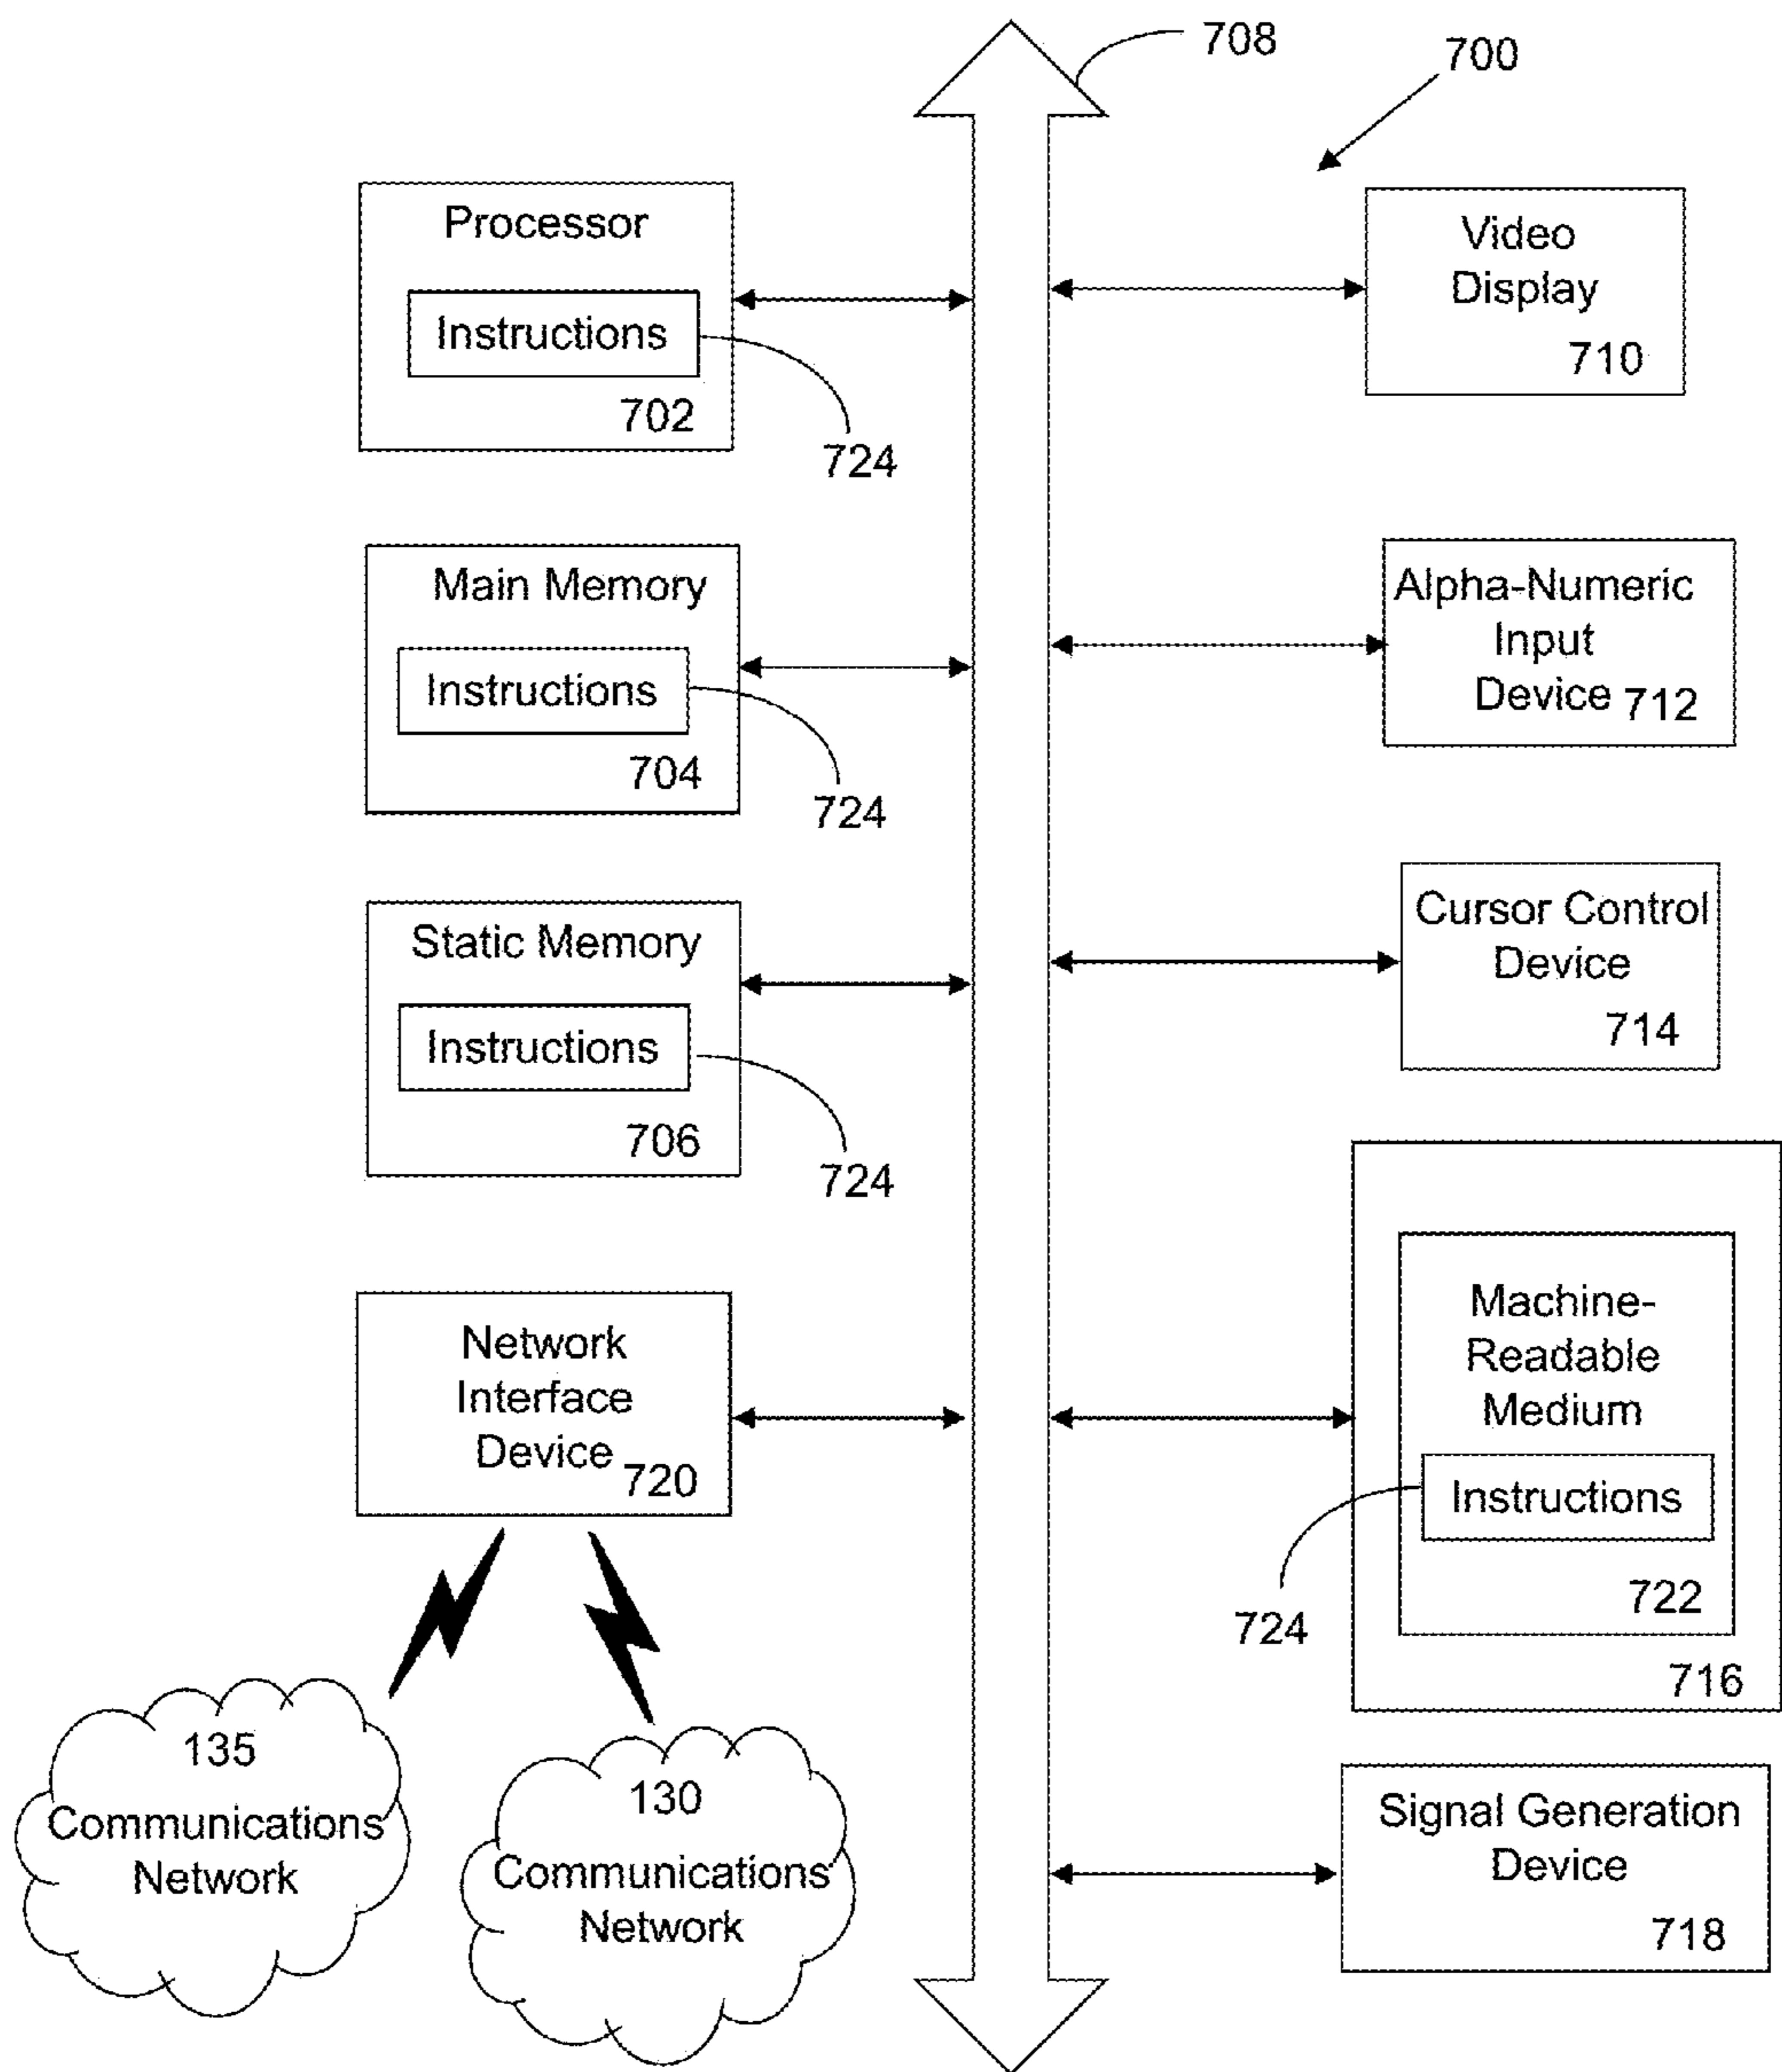 708
700
Processor
Instructions
702
724
Video
Display
710
Main Memory
Instructions
704
724
Alpha-Numeric
Input
Device 712
Static Memory
Instructions
706
724
Cursor Control
Device
714
Network
Interface
Device 720
Machine-
Readable
Medium
Instructions
722
724
716
135
Communications
Network
130
Communications
Network
Signal Generation
Device
718